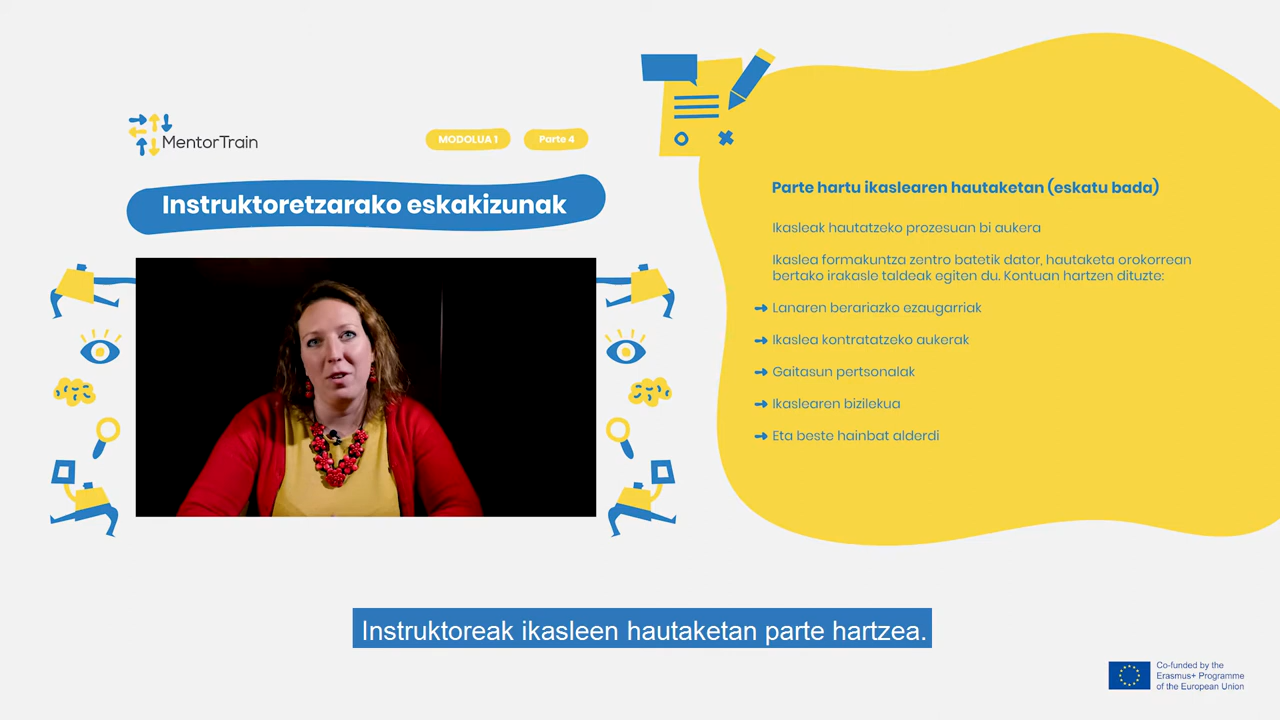 MentorTrain
MODOLUA 1
Parte 4
Instruktoretzarako eskakizunak
Parte hartu ikaslearen hautaketan (eskatu bada)
Ikasleak hautatzeko prozesuan bi aukera
Ikaslea formakuntza zentro batetik dator, hautaketa orokorrean
bertako irakasle taldeak egiten du. Kontuan hartzen dituzte:
Lanaren berariazko ezaugarriak
Ikaslea kontratatzeko aukerak
Gaitasun pertsonalak
Ikaslearen bizilekua
Eta beste hainbat alderdi
Instruktoreak ikasleen hautaketan parte hartzea.
Co-funded by the
Erasmus+ Programme
of the European Union